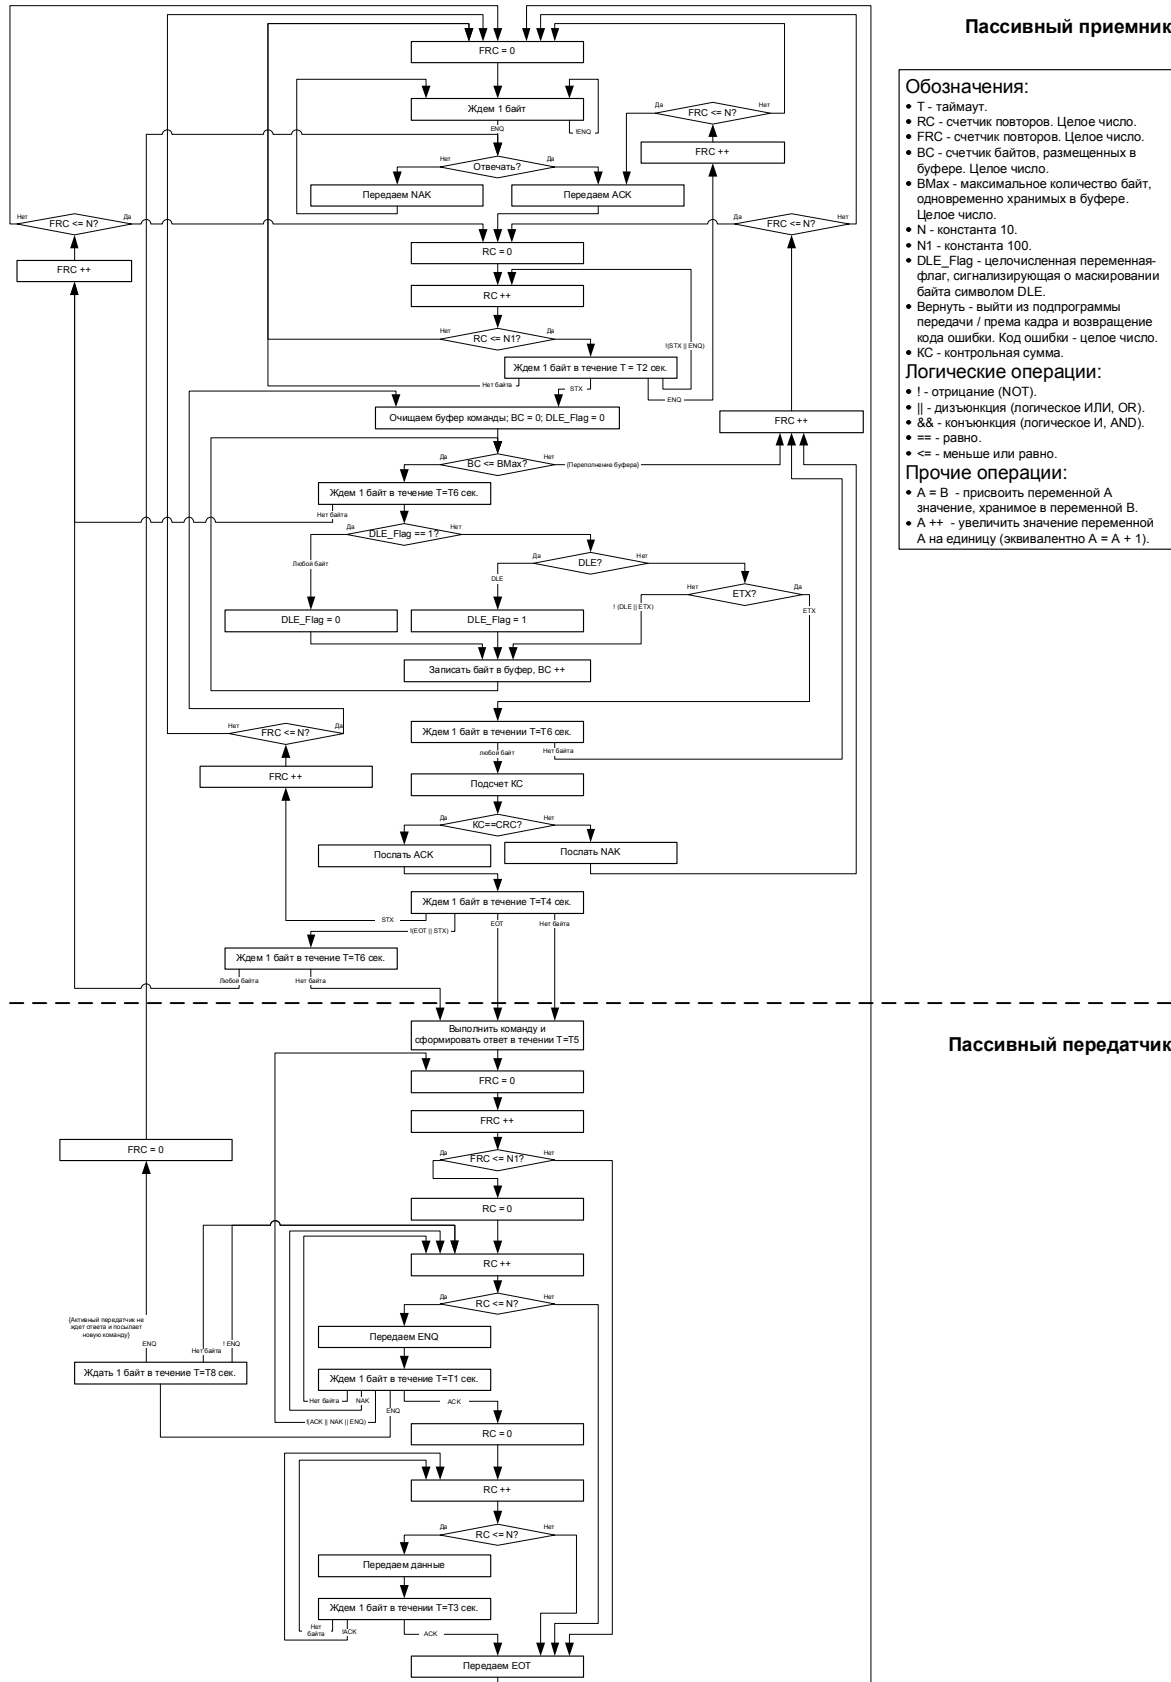 Пассивный приемник
FRC = 0
Ждем 1 байт
ENQ
!ENQ
Отвечать?
Нет
Да
Передаем NAK
Передаем ACK
Да
FRC <= N?
Нет
FRC ++
Нет
FRC <= N?
Да
FRC ++
Да
FRC <= N?
Нет
RC = 0
RC ++
Нет
RC <= N1?
Да
!(STX || ENQ)
Ждем 1 байт в течение T = T2 сек.
Нет байта
STX
ENQ
Очищаем буфер команды; BC = 0; DLE_Flag = 0
FRC ++
Да
BC <= BMax?
Нет
{Переполнение буфера}
Ждем 1 байт в течение T=T6 сек.
Нет байта
Да
DLE_Flag == 1?
Нет
Любой байт
Да
DLE?
Нет
DLE
Нет
ETX?
Да
! (DLE || ETX)
ETX
DLE_Flag = 0
DLE_Flag = 1
Записать байт в буфер, BC ++
Нет
FRC <= N?
Да
FRC ++
Ждем 1 байт в течении T=T6 сек.
любой байт
Нет байта
Подсчет КС
Да
КС==CRC?
Нет
Послать ACK
Послать NAK
Ждем 1 байт в течение T=T4 сек.
STX
!(EOT || STX)
EOT
Нет байта
Ждем 1 байт в течение T=T6 сек.
Любой байта
Нет байта
Обозначения:
• T - таймаут.
• RC - счетчик повторов. Целое число.
• FRC - счетчик повторов. Целое число.
• BC - счетчик байтов, размещенных в
буфере. Целое число.
• BMax - максимальное количество байт,
одновременно хранимых в буфере.
Целое число.
• N - константа 10.
• N1 - константа 100.
• DLE_Flag - целочисленная переменная-
флаг, сигнализирующая о маскировании
байта символом DLE.
• Вернуть - выйти из подпрограммы
передачи / према кадра и возвращение
кода ошибки. Код ошибки - целое число.
• КС - контрольная сумма.
Логические операции:
• ! - отрицание (NOT).
• || - дизъюнкция (логическое ИЛИ, OR).
• && - конъюнкция (логическое И, AND).
• == - равно.
• <= - меньше или равно.
Прочие операции:
• A = B - присвоить переменной A
значение, хранимое в переменной B.
• A ++ - увеличить значение переменной
A на единицу (эквивалентно A = A + 1).
Пассивный передатчик
Выполнить команду и
сформировать ответ в течении T=T5
FRC = 0
FRC ++
Да
FRC <= N1?
Нет
FRC = 0
RC = 0
RC ++
Да
RC <= N?
Нет
{Активный передатчик не
ждет ответа и посылает
новую команду}
ENQ
Нет байта
! ENQ
Передаем ENQ
Ждать 1 байт в течение T=T8 сек.
Ждем 1 байт в течение T=T1 сек.
Нет байта
NAK
ENQ
ACK
!(ACK || NAK || ENQ)
RC = 0
RC ++
Да
RC <= N?
Нет
Передаем данные
Ждем 1 байт в течении T=T3 сек.
Нет
байта
!ACK
ACK
Передаем EOT